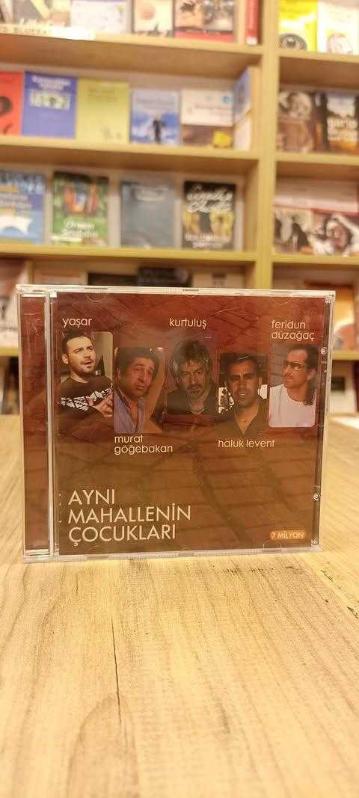 yaşar
kurtuluş
feridun
düzağaç
murat
göğebakan
haluk levent
AYNI
MAHALLENİN
ÇOCUKLARI
7 MİLYON